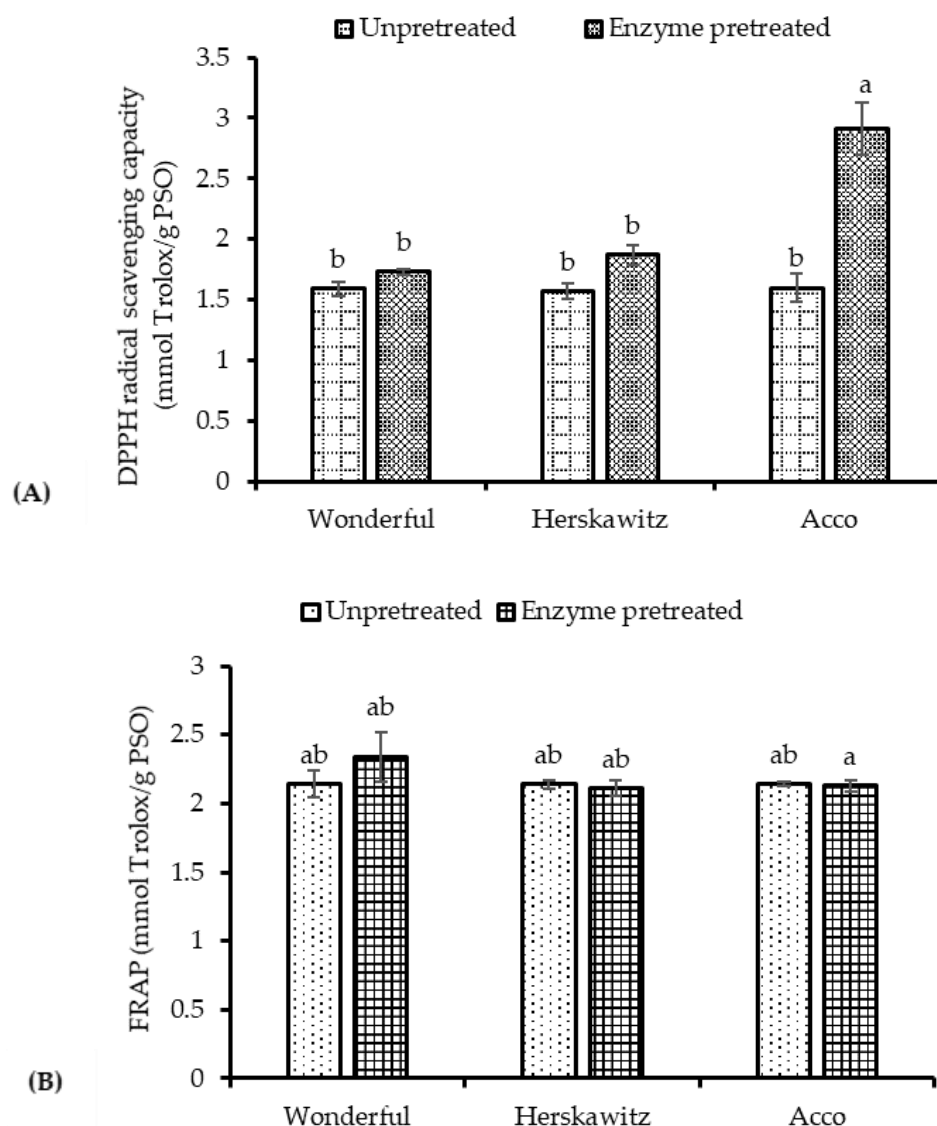 Unpretreated Enzyme pretreated
DPPH radical scavenging capacity
(mmol Trolox/g PSO)
3.5
3
2.5
2
1.5
1
0.5
0
b b b b b a
Wonderful Herskawitz Acco
(A)
Unpretreated Enzyme pretreated
FRAP (mmol Trolox/g PSO)
3
2.5
2
1.5
1
0.5
0
ab ab ab ab ab a
Wonderful Herskawitz Acco
(B)